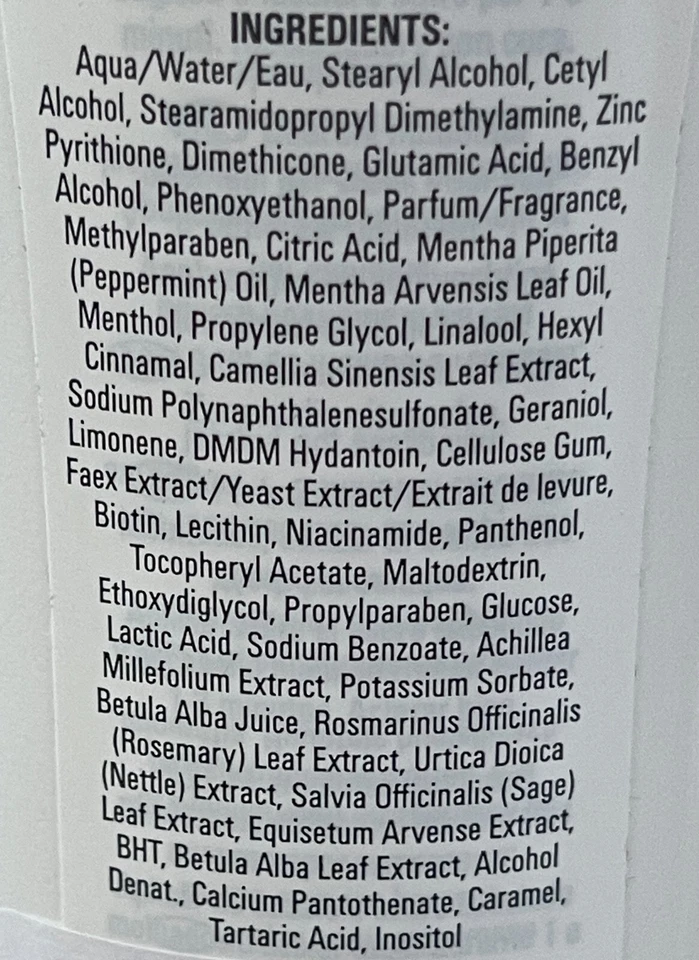 INGREDIENTS:
Aqua/Water/Eau, Stearyl Alcohol, Cetyl
Alcohol, Stearamidopropyl Dimethylamine, Zinc
Pyrithione, Dimethicone, Glutamic Acid, Benzyl
Alcohol, Phenoxyethanol, Parfum/Fragrance,
Methylparaben, Citric Acid, Mentha Piperita
(Peppermint) Oil, Mentha Arvensis Leaf Oil,
Menthol, Propylene Glycol, Linalool, Hexyl
Cinnamal, Camellia Sinensis Leaf Extract,
Sodium Polynaphthalenesulfonate, Geraniol,
Limonene, DMDM Hydantoin, Cellulose Gum,
Faex Extract/Yeast Extract/Extrait de levure,
Biotin, Lecithin, Niacinamide, Panthenol,
Tocopheryl Acetate, Maltodextrin,
Ethoxydiglycol, Propylparaben, Glucose,
Lactic Acid, Sodium Benzoate, Achillea
Millefolium Extract, Potassium Sorbate,
Betula Alba Juice, Rosmarinus Officinalis
(Rosemary) Leaf Extract, Urtica Dioica
(Nettle) Extract, Salvia Officinalis (Sage)
Leaf Extract, Equisetum Arvense Extract,
BHT, Betula Alba Leaf Extract, Alcohol
Denat., Calcium Pantothenate, Caramel,
Tartaric Acid, Inositol